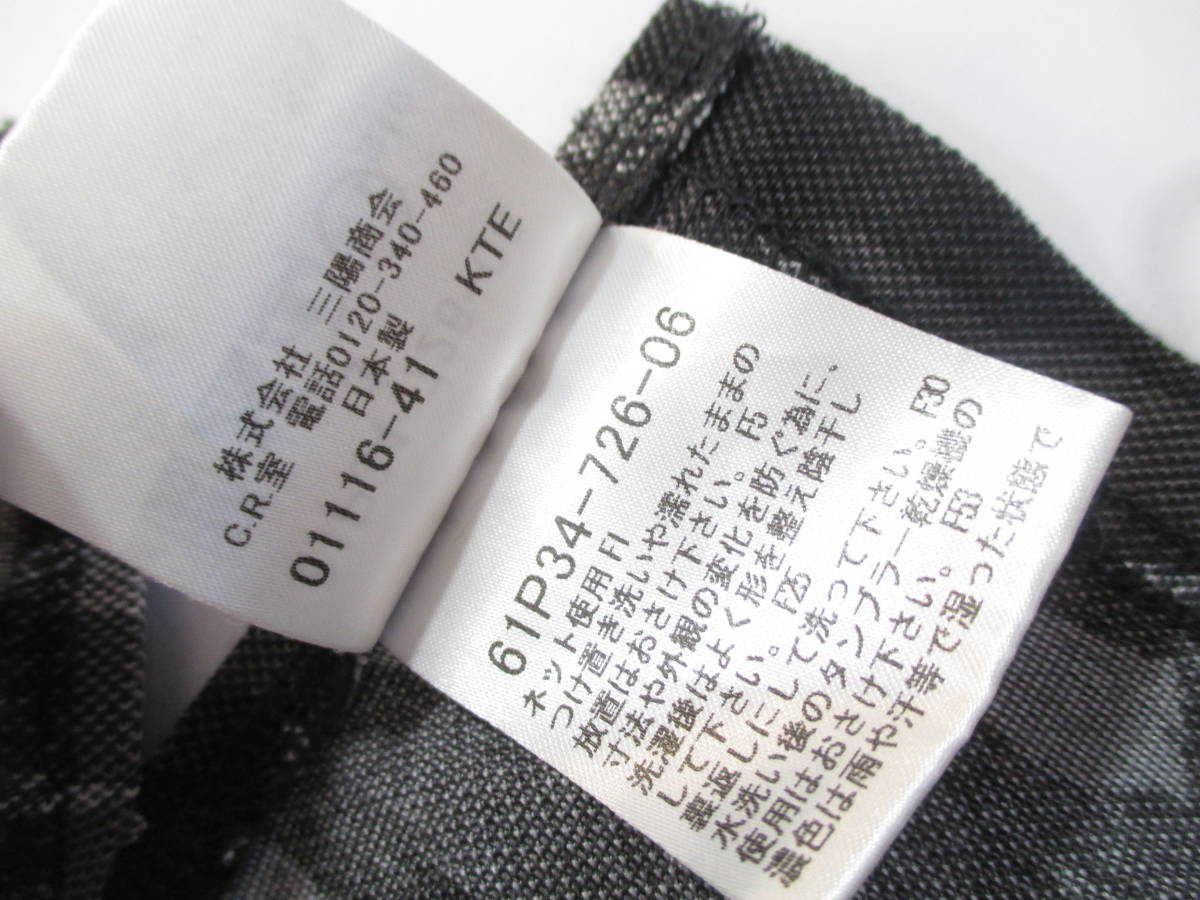 株式会社 三陽商会
C.R.室 電話0120-340-460
日本製
01116-41 KTE
61P34-726-06
ネット使用 F1
つけ置き洗いや濡れたままの
放置はおさけ下さい。 F5
寸法や外観の変化を防ぐ為に、
洗濯後はよく形を整え陰干し
して下さい。 F25
裏返しにして洗って下さい。 F30
水洗い後のタンブラー乾燥機の
使用はおさけ下さい。 F53
濃色は雨や汗等で湿った状態で